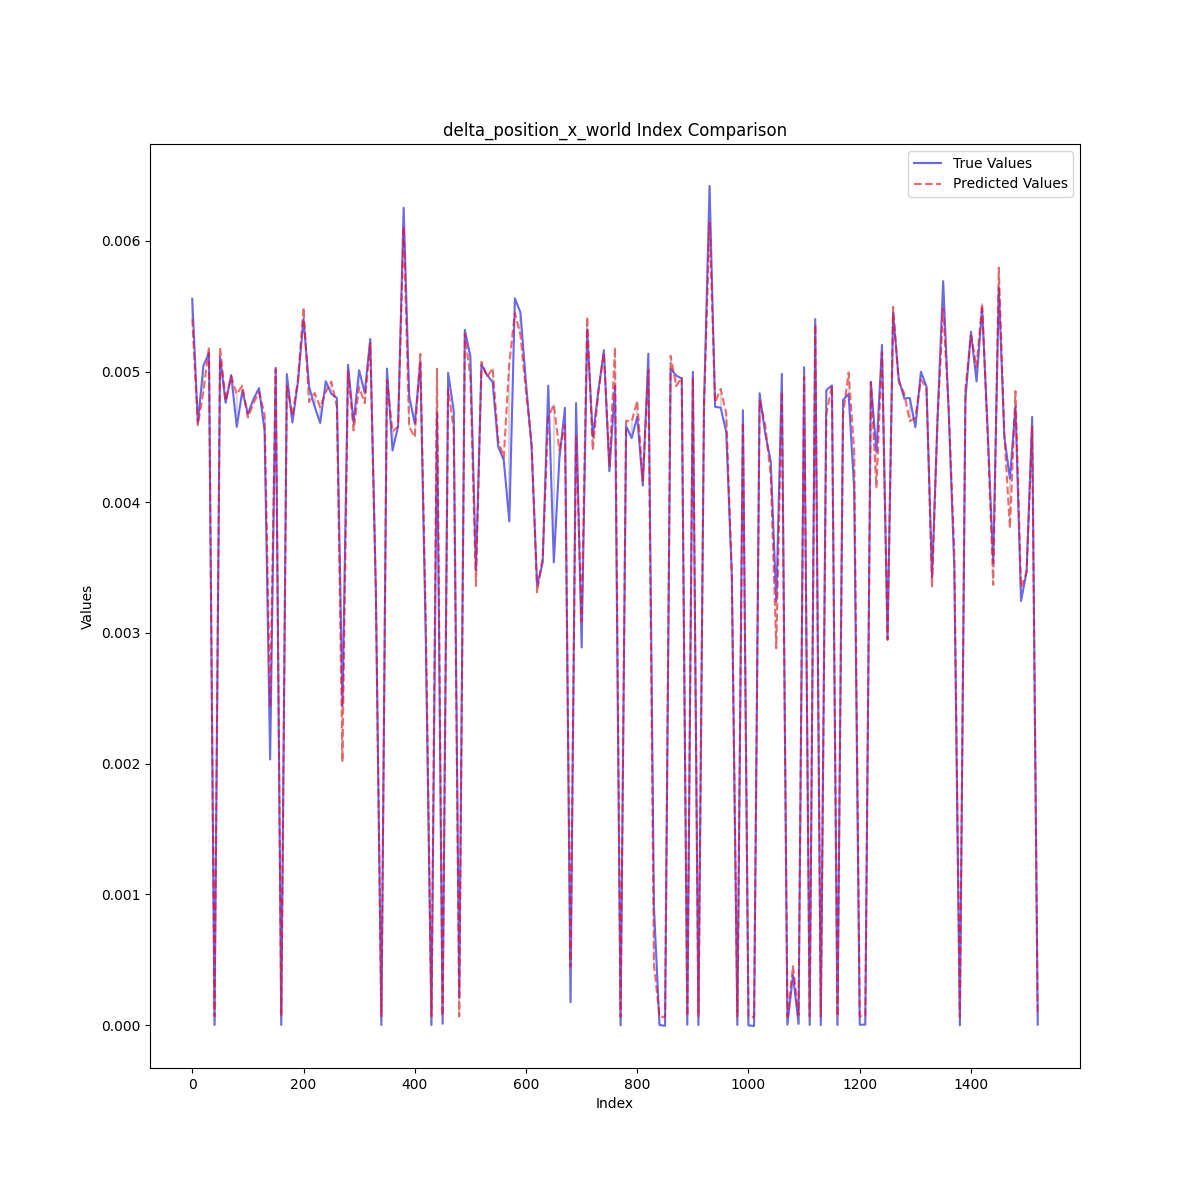 delta_position_x_world Index Comparison
True Values
Predicted Values
0.006
0.005
0.004
0.003
0.002
0.001
0.000
Values
0 200 400 600 800 1000 1200 1400
Index